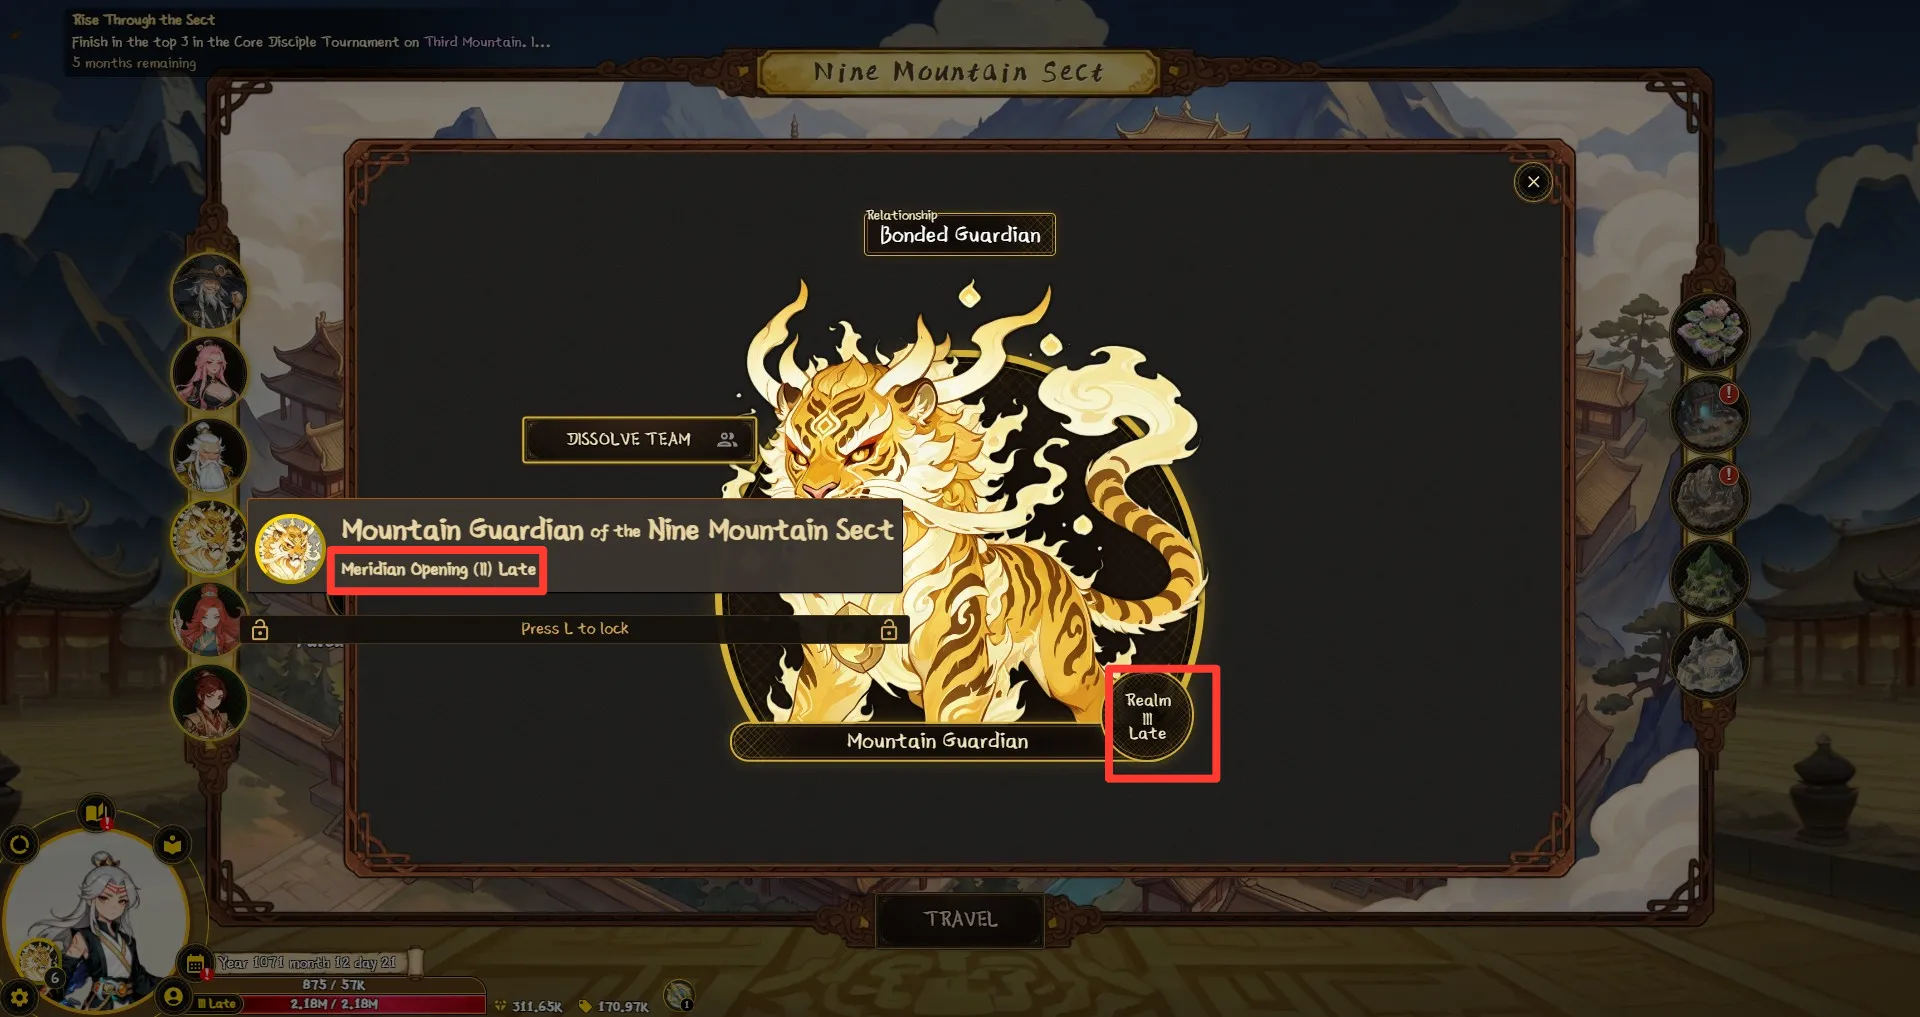 Rise Through the Sect
Finish in the top 3 in the Core Disciple Tournament on Third Mountain. I...
5 months remaining
Nine Mountain Sect
Relationship
Bonded Guardian
DISSOLVE TEAM
Mountain Guardian of the Nine Mountain Sect
Meridian Opening (II) Late
Press L to lock
Realm
III
Late
Mountain Guardian
TRAVEL
Year 1071 month 12 day 21
6
875 / 57K
III Late
2.18M / 2.18M
311.65K
170.97K
1